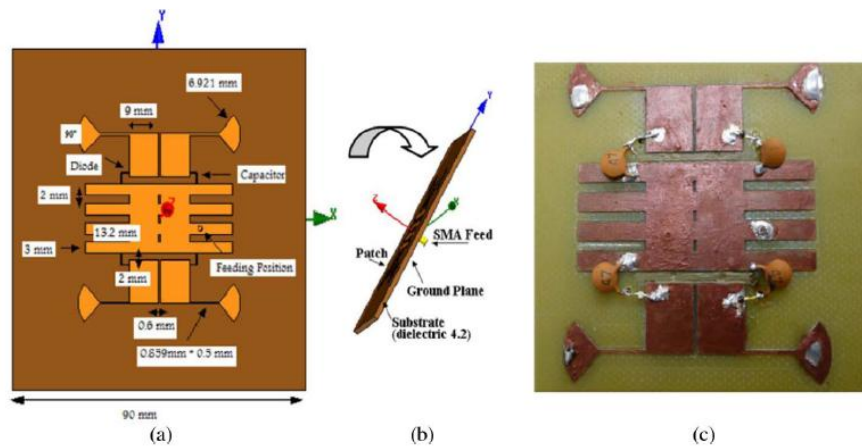 Y
6.921 mm
9 mm
90°
Diode
Capacitor
2 mm
Z
X
13.2 mm
3 mm
Feeding Position
2 mm
0.6 mm
0.859mm * 0.5 mm
90 mm
(a)
Y
Z
X
SMA Feed
Patch
Ground Plane
Substrate
(dielectric 4.2)
(b)
(c)